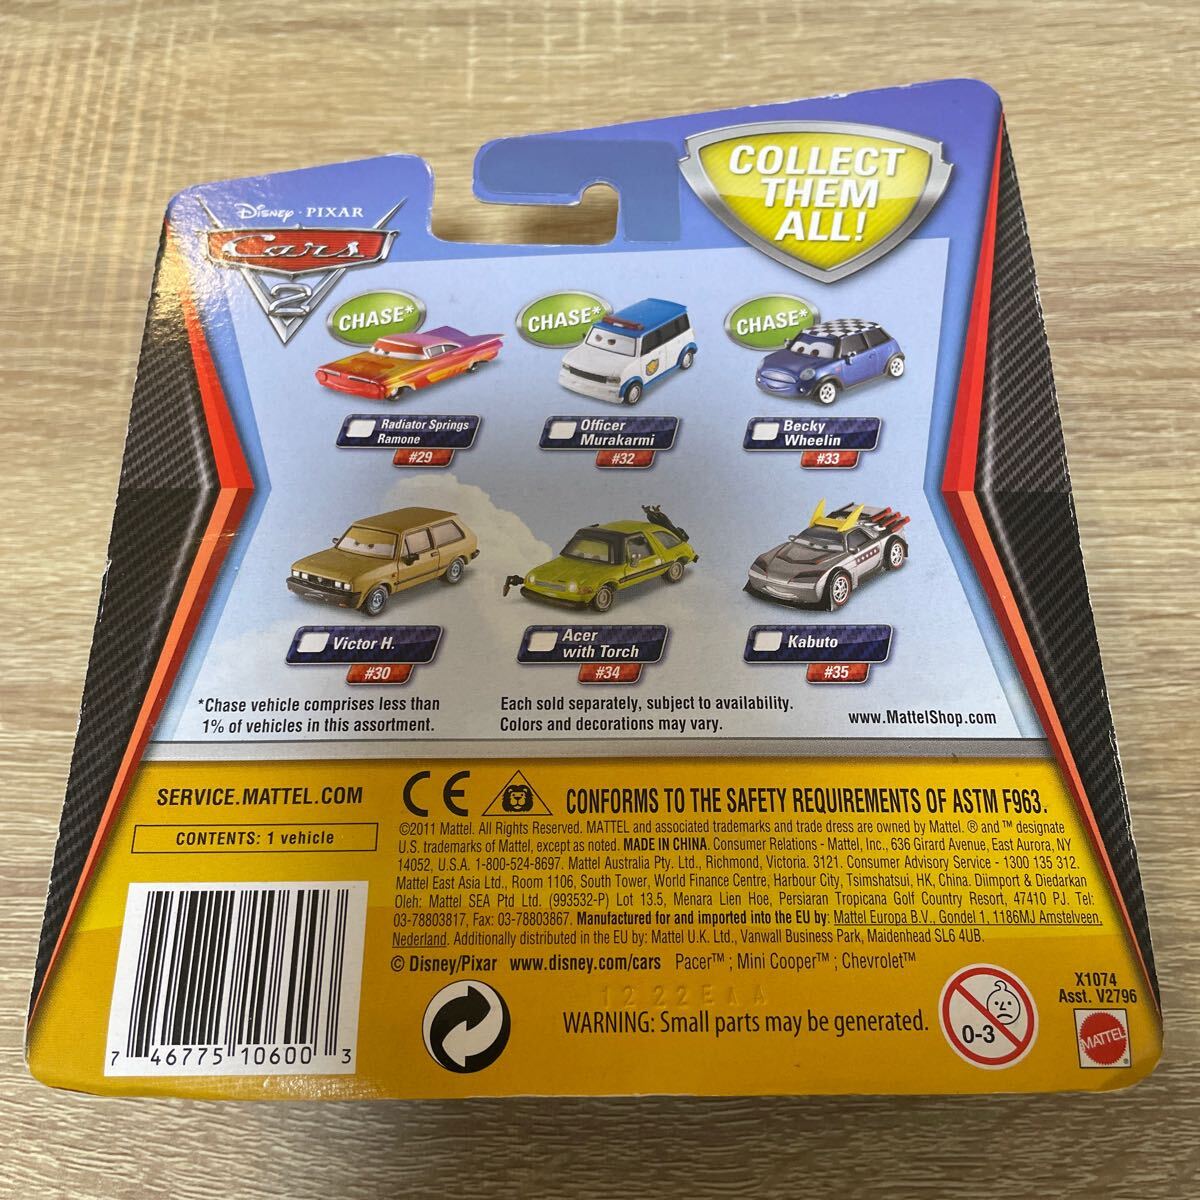 Disney · PIXAR
Cars
2
COLLECT
THEM
ALL!
CHASE*
CHASE*
CHASE*
Radiator Springs
Ramone
#29
Officer
Murakarmi
#32
Becky
Wheelin
#33
Victor H.
#30
Acer
with Torch
#34
Kabuto
#35
*Chase vehicle comprises less than
1% of vehicles in this assortment.
Each sold separately, subject to availability.
Colors and decorations may vary.
www.MattelShop.com
SERVICE.MATTEL.COM
CONTENTS: 1 vehicle
CE
CONFORMS TO THE SAFETY REQUIREMENTS OF ASTM F963.
©2011 Mattel. All Rights Reserved. MATTEL and associated trademarks and trade dress are owned by Mattel. ® and ™ designate
U.S. trademarks of Mattel, except as noted. MADE IN CHINA. Consumer Relations - Mattel, Inc., 636 Girard Avenue, East Aurora, NY
14052, U.S.A. 1-800-524-8697. Mattel Australia Pty. Ltd., Richmond, Victoria. 3121. Consumer Advisory Service - 1300 135 312.
Mattel East Asia Ltd., Room 1106, South Tower, World Finance Centre, Harbour City, Tsimshatsui, HK, China. Diimport & Diedarkan
Oleh: Mattel SEA Ptd Ltd. (993532-P) Lot 13.5, Menara Lien Hoe, Persiaran Tropicana Golf Country Resort, 47410 PJ. Tel:
03-78803817, Fax: 03-78803867. Manufactured for and imported into the EU by: Mattel Europa B.V., Gondel 1, 1186MJ Amstelveen,
Nederland. Additionally distributed in the EU by: Mattel U.K. Ltd., Vanwall Business Park, Maidenhead SL6 4UB.
© Disney/Pixar www.disney.com/cars Pacer™ ; Mini Cooper™ ; Chevrolet™
WARNING: Small parts may be generated.
0-3
X1074
Asst. V2796
MATTEL
7 46775 10600 3